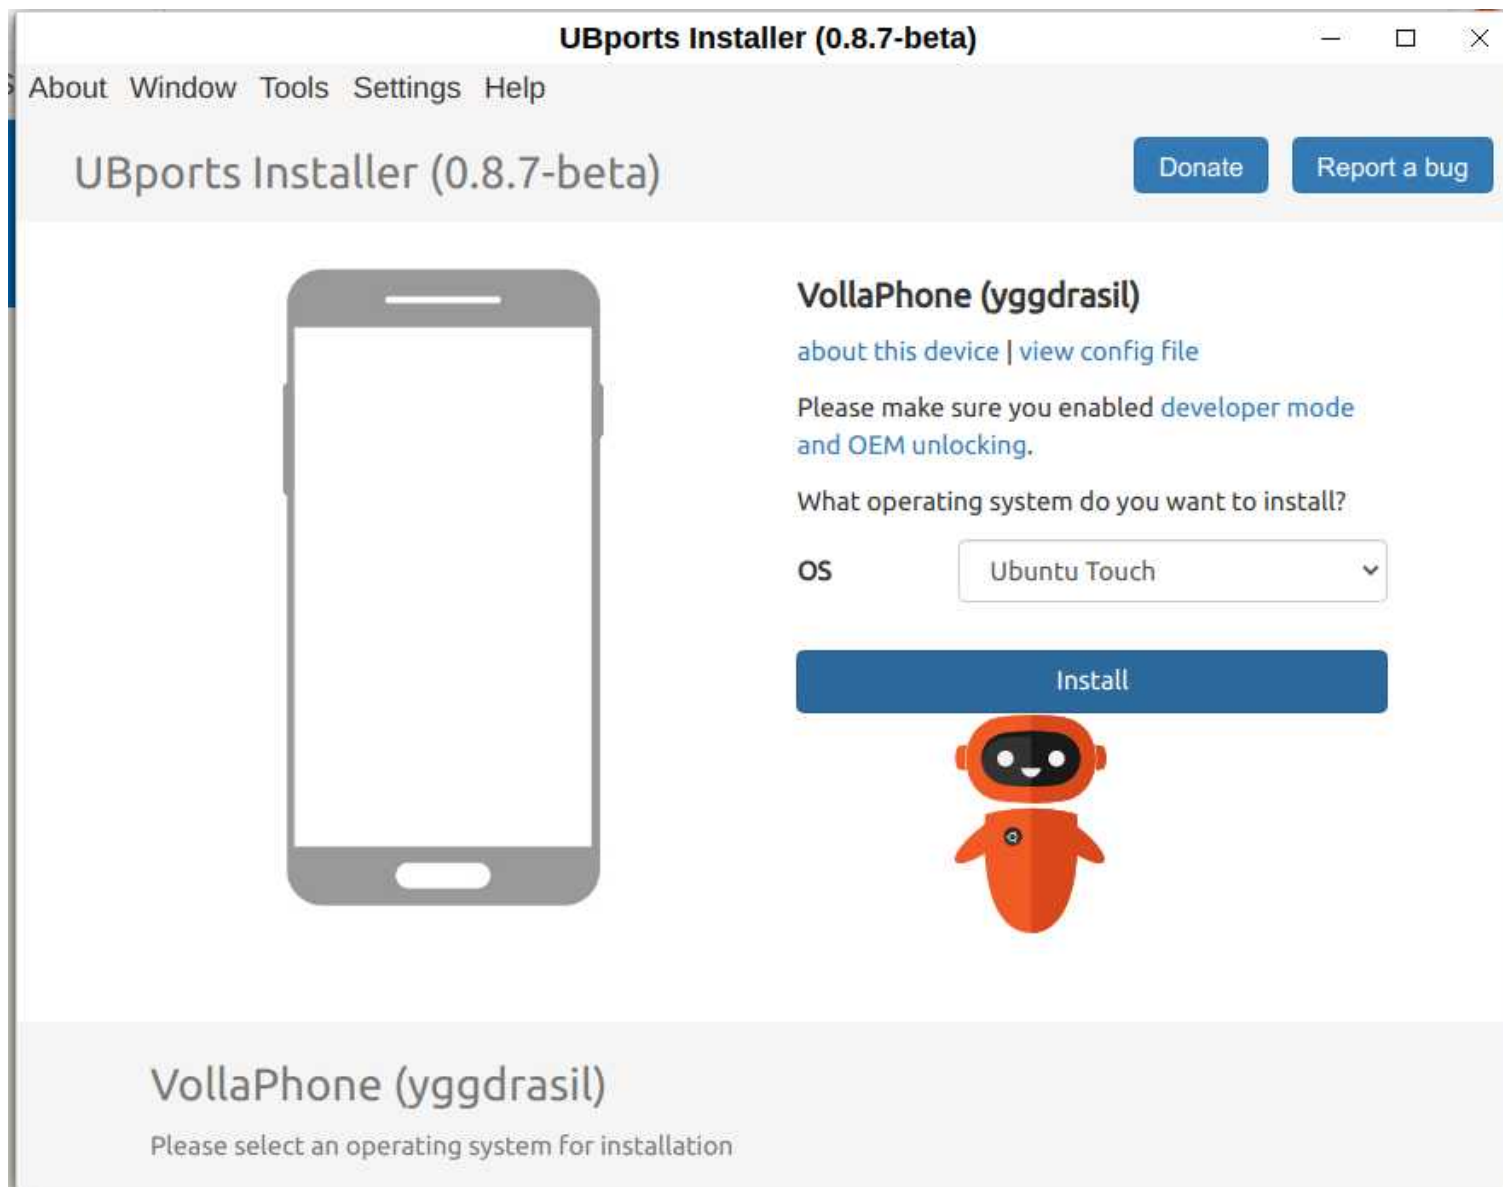 UBports Installer (0.8.7-beta)
About Window Tools Settings Help
UBports Installer (0.8.7-beta)
Donate
Report a bug
VollaPhone (yggdrasil)
about this device | view config file
Please make sure you enabled developer mode
and OEM unlocking.
What operating system do you want to install?
OS
Ubuntu Touch
Install
VollaPhone (yggdrasil)
Please select an operating system for installation